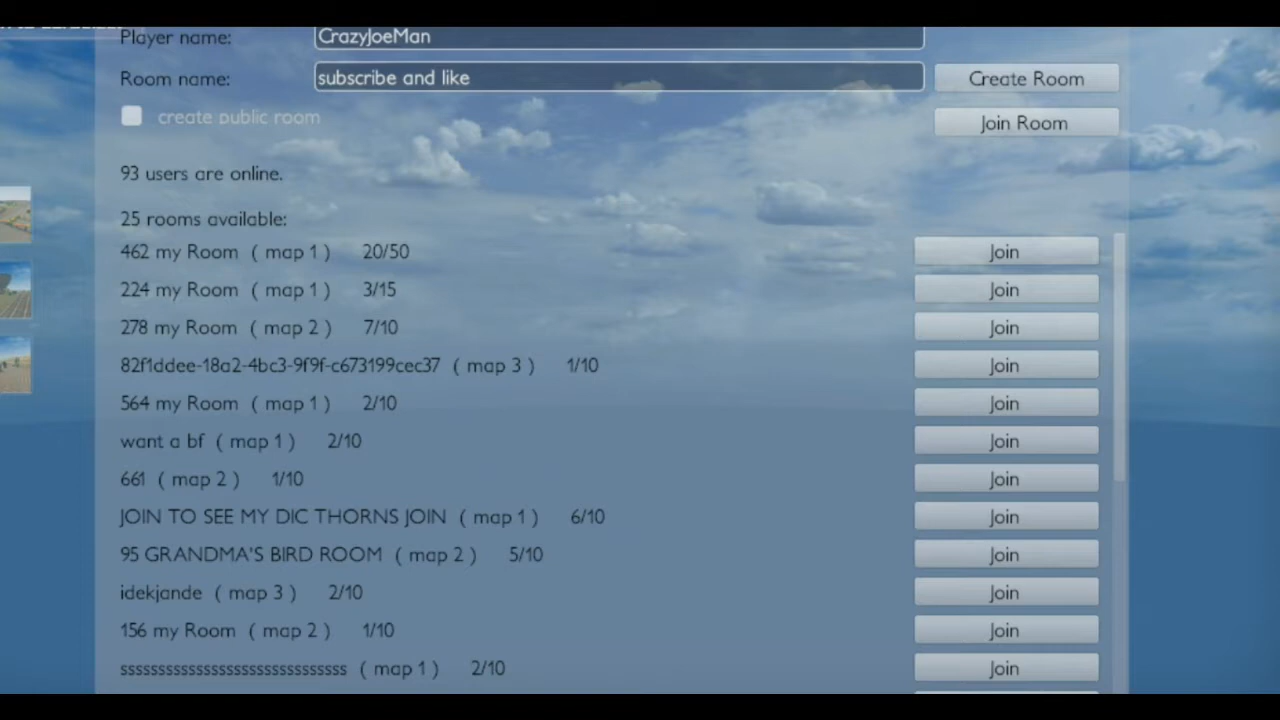 Player name: CrazyJoeMan
Room name: subscribe and like Create Room
create public room Join Room
93 users are online.
25 rooms available:
462 my Room ( map 1 ) 20/50 Join
224 my Room ( map 1 ) 3/15 Join
278 my Room ( map 2 ) 7/10 Join
82f1ddee-18a2-4bc3-9f9f-c673199cec37 ( map 3 ) 1/10 Join
564 my Room ( map 1 ) 2/10 Join
want a bf ( map 1 ) 2/10 Join
661 ( map 2 ) 1/10 Join
JOIN TO SEE MY DIC THORNS JOIN ( map 1 ) 6/10 Join
95 GRANDMA'S BIRD ROOM ( map 2 ) 5/10 Join
idekjande ( map 3 ) 2/10 Join
156 my Room ( map 2 ) 1/10 Join
ssssssssssssssssssssssssssssss ( map 1 ) 2/10 Join